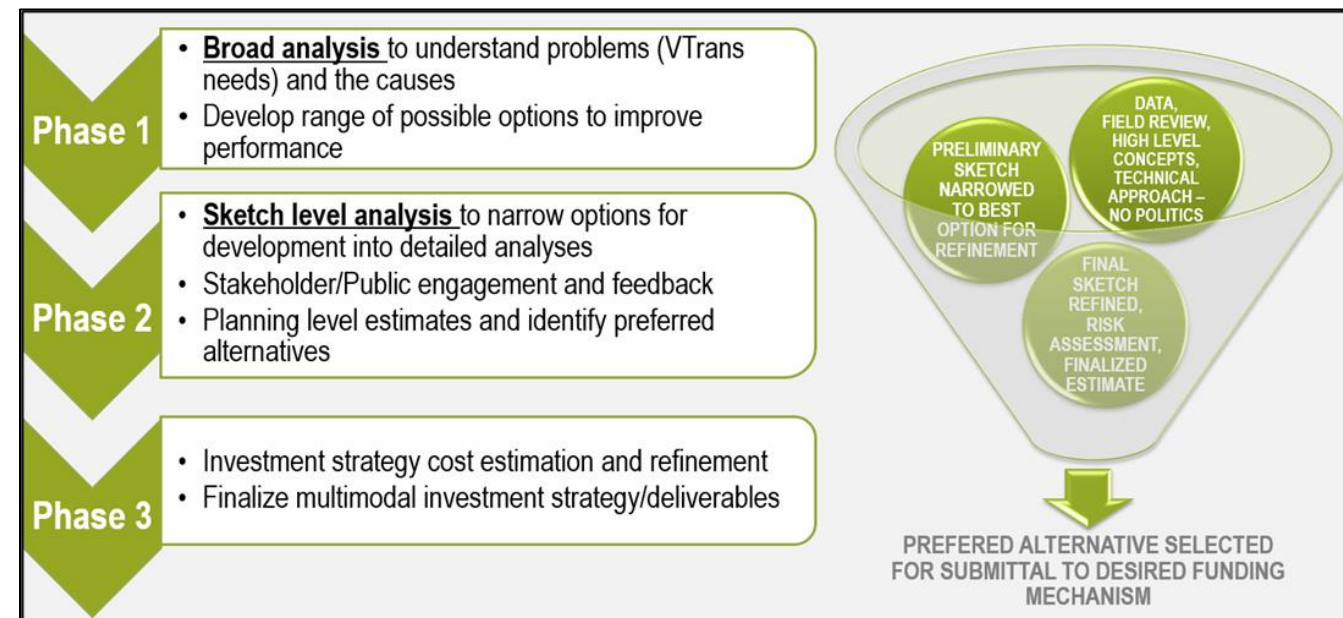 Phase 1
• Broad analysis to understand problems (VTrans
needs) and the causes
• Develop range of possible options to improve
performance
Phase 2
• Sketch level analysis to narrow options for
development into detailed analyses
• Stakeholder/Public engagement and feedback
• Planning level estimates and identify preferred
alternatives
Phase 3
• Investment strategy cost estimation and refinement
• Finalize multimodal investment strategy/deliverables
DATA,
FIELD REVIEW,
HIGH LEVEL
CONCEPTS,
TECHNICAL
APPROACH –
NO POLITICS
PRELIMINARY
SKETCH
NARROWED
TO BEST
OPTION FOR
REFINEMENT
FINAL
SKETCH
REFINED,
RISK
ASSESSMENT,
FINALIZED
ESTIMATE
PREFERED ALTERNATIVE SELECTED
FOR SUBMITTAL TO DESIRED FUNDING
MECHANISM